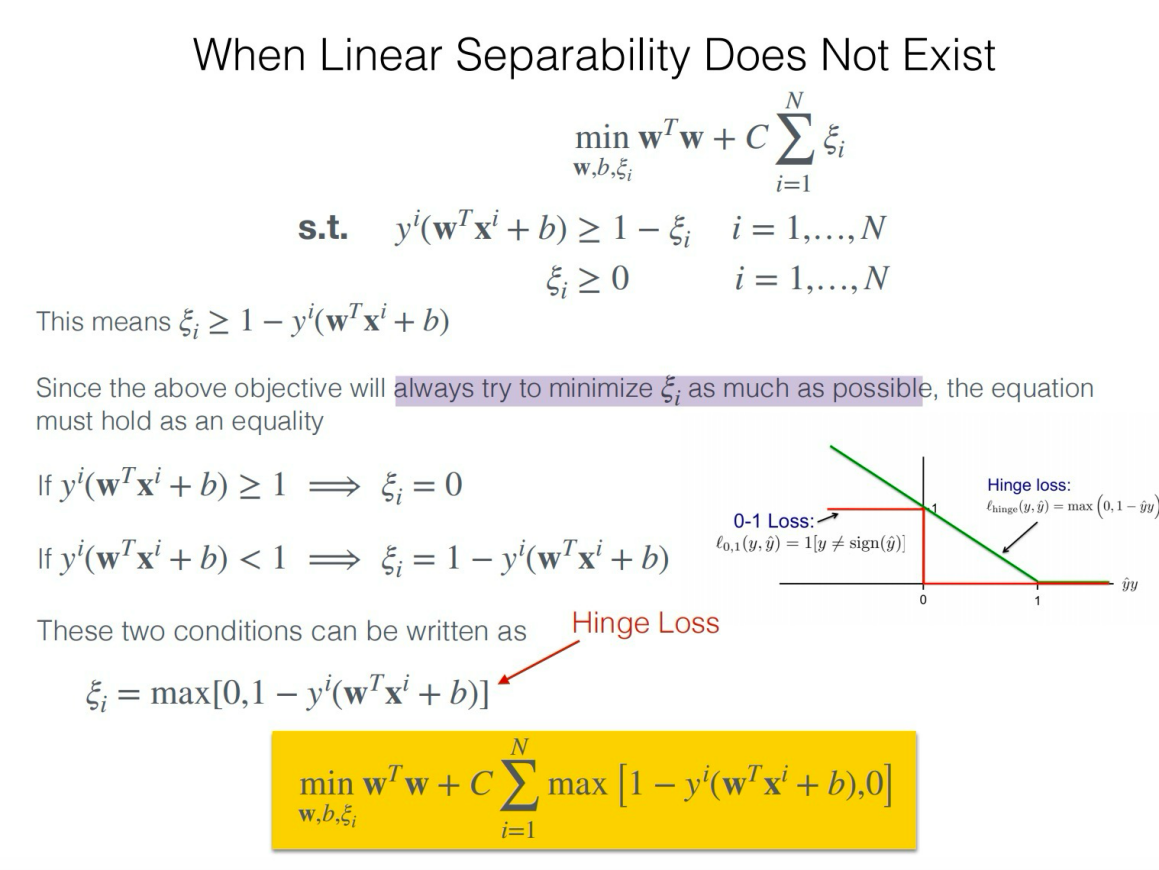 When Linear Separability Does Not Exist
min_{w,b,ξ_i} w^T w + C ∑_{i=1}^{N} ξ_i
s.t. y^i(w^T x^i + b) ≥ 1 − ξ_i i = 1,…,N
ξ_i ≥ 0 i = 1,…,N
This means ξ_i ≥ 1 − y^i(w^T x^i + b)
Since the above objective will always try to minimize ξ_i as much as possible, the equation
must hold as an equality
If y^i(w^T x^i + b) ≥ 1 ⟹ ξ_i = 0
If y^i(w^T x^i + b) < 1 ⟹ ξ_i = 1 − y^i(w^T x^i + b)
Hinge loss:
ℓ_hinge(y, ŷ) = max(0, 1 − ŷy)
0-1 Loss:
ℓ_{0,1}(y, ŷ) = 1[y ≠ sign(ŷ)]
1
ŷy
0 1
These two conditions can be written as
Hinge Loss
ξ_i = max[0,1 − y^i(w^T x^i + b)]
min_{w,b,ξ_i} w^T w + C ∑_{i=1}^{N} max [1 − y^i(w^T x^i + b),0]